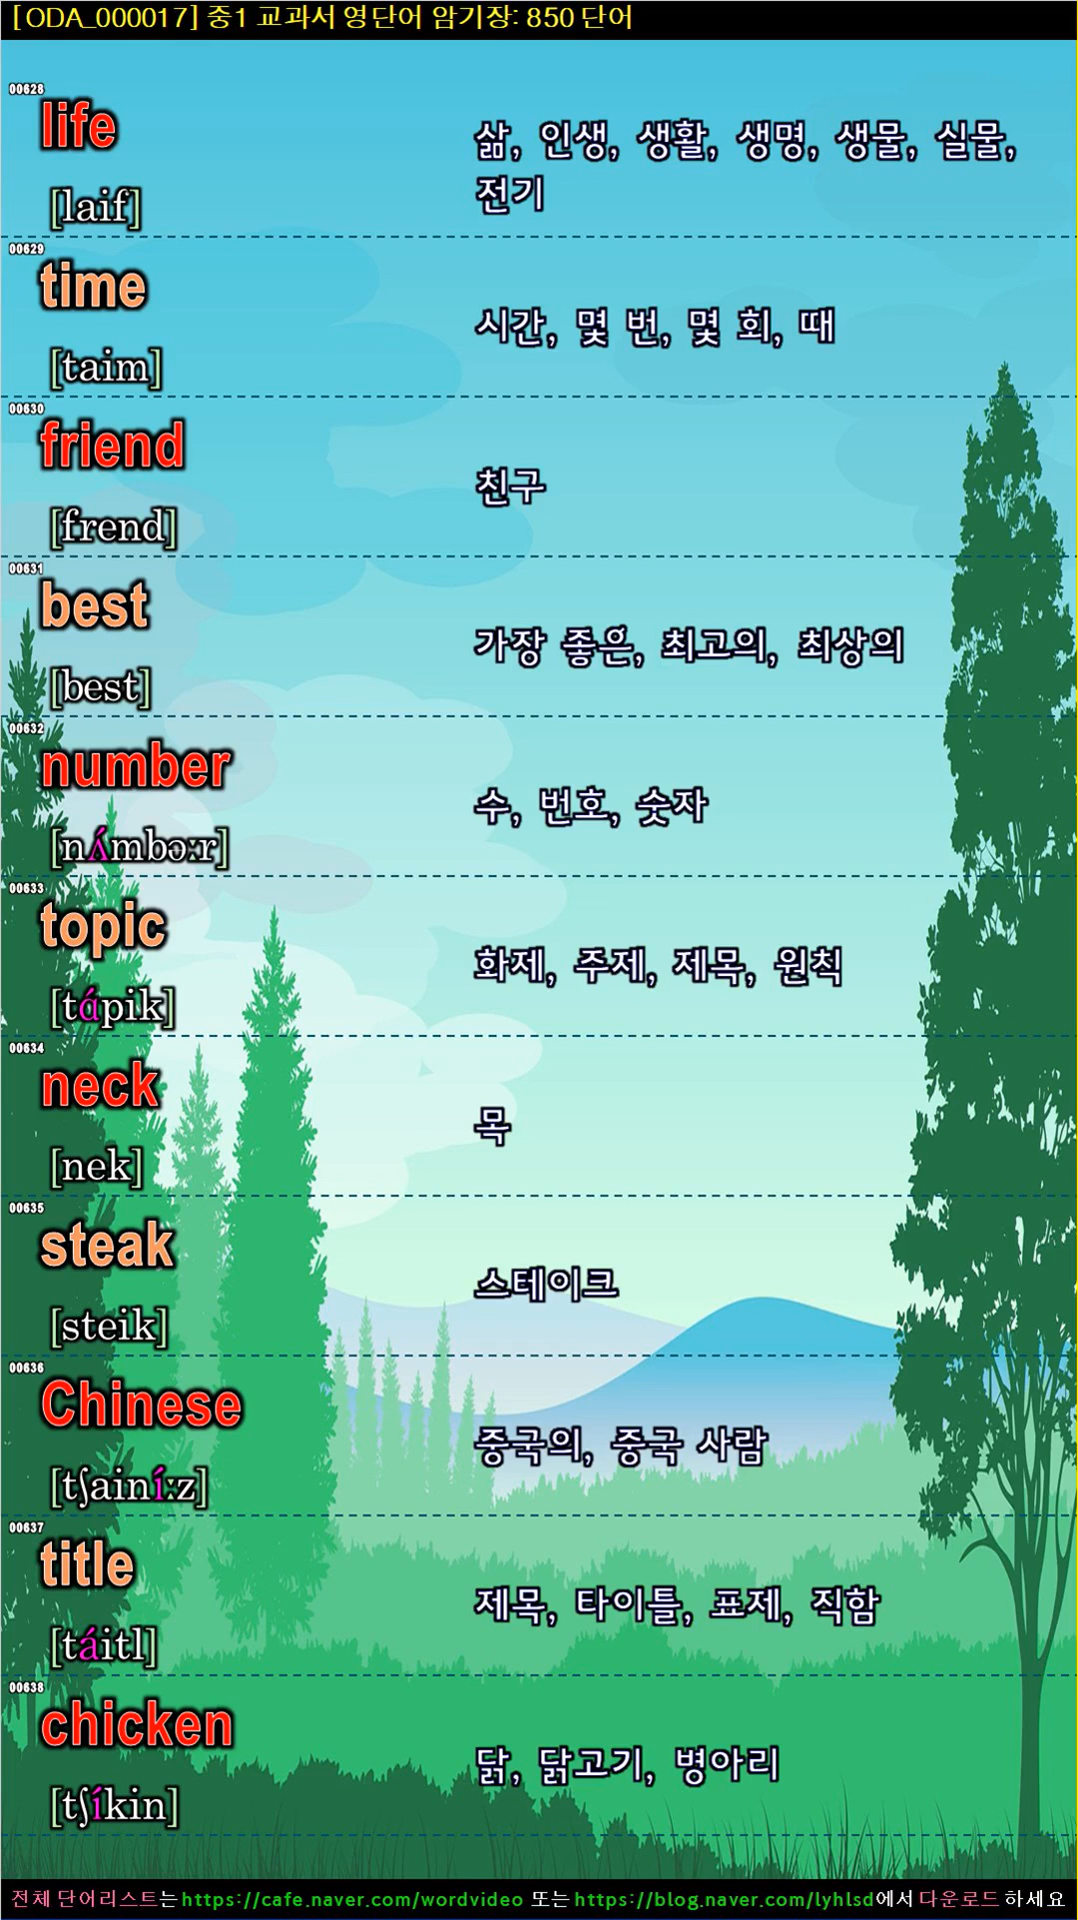 [ODA_000017] 중1 교과서 영단어 암기장: 850 단어
00628
life
삶, 인생, 생활, 생명, 생물, 실물,
전기
[laif]
00629
time
시간, 몇 번, 몇 회, 때
[taim]
00630
friend
친구
[frend]
00631
best
가장 좋은, 최고의, 최상의
[best]
00632
number
수, 번호, 숫자
[nʌ́mbəːr]
00633
topic
화제, 주제, 제목, 원칙
[tɑ́pik]
00634
neck
목
[nek]
00635
steak
스테이크
[steik]
00636
Chinese
중국의, 중국 사람
[tʃainíːz]
00637
title
제목, 타이틀, 표제, 직함
[táitl]
00638
chicken
닭, 닭고기, 병아리
[tʃíkin]
전체 단어리스트는 https://cafe.naver.com/wordvideo 또는 https://blog.naver.com/lyhlsd에서 다운로드 하세요